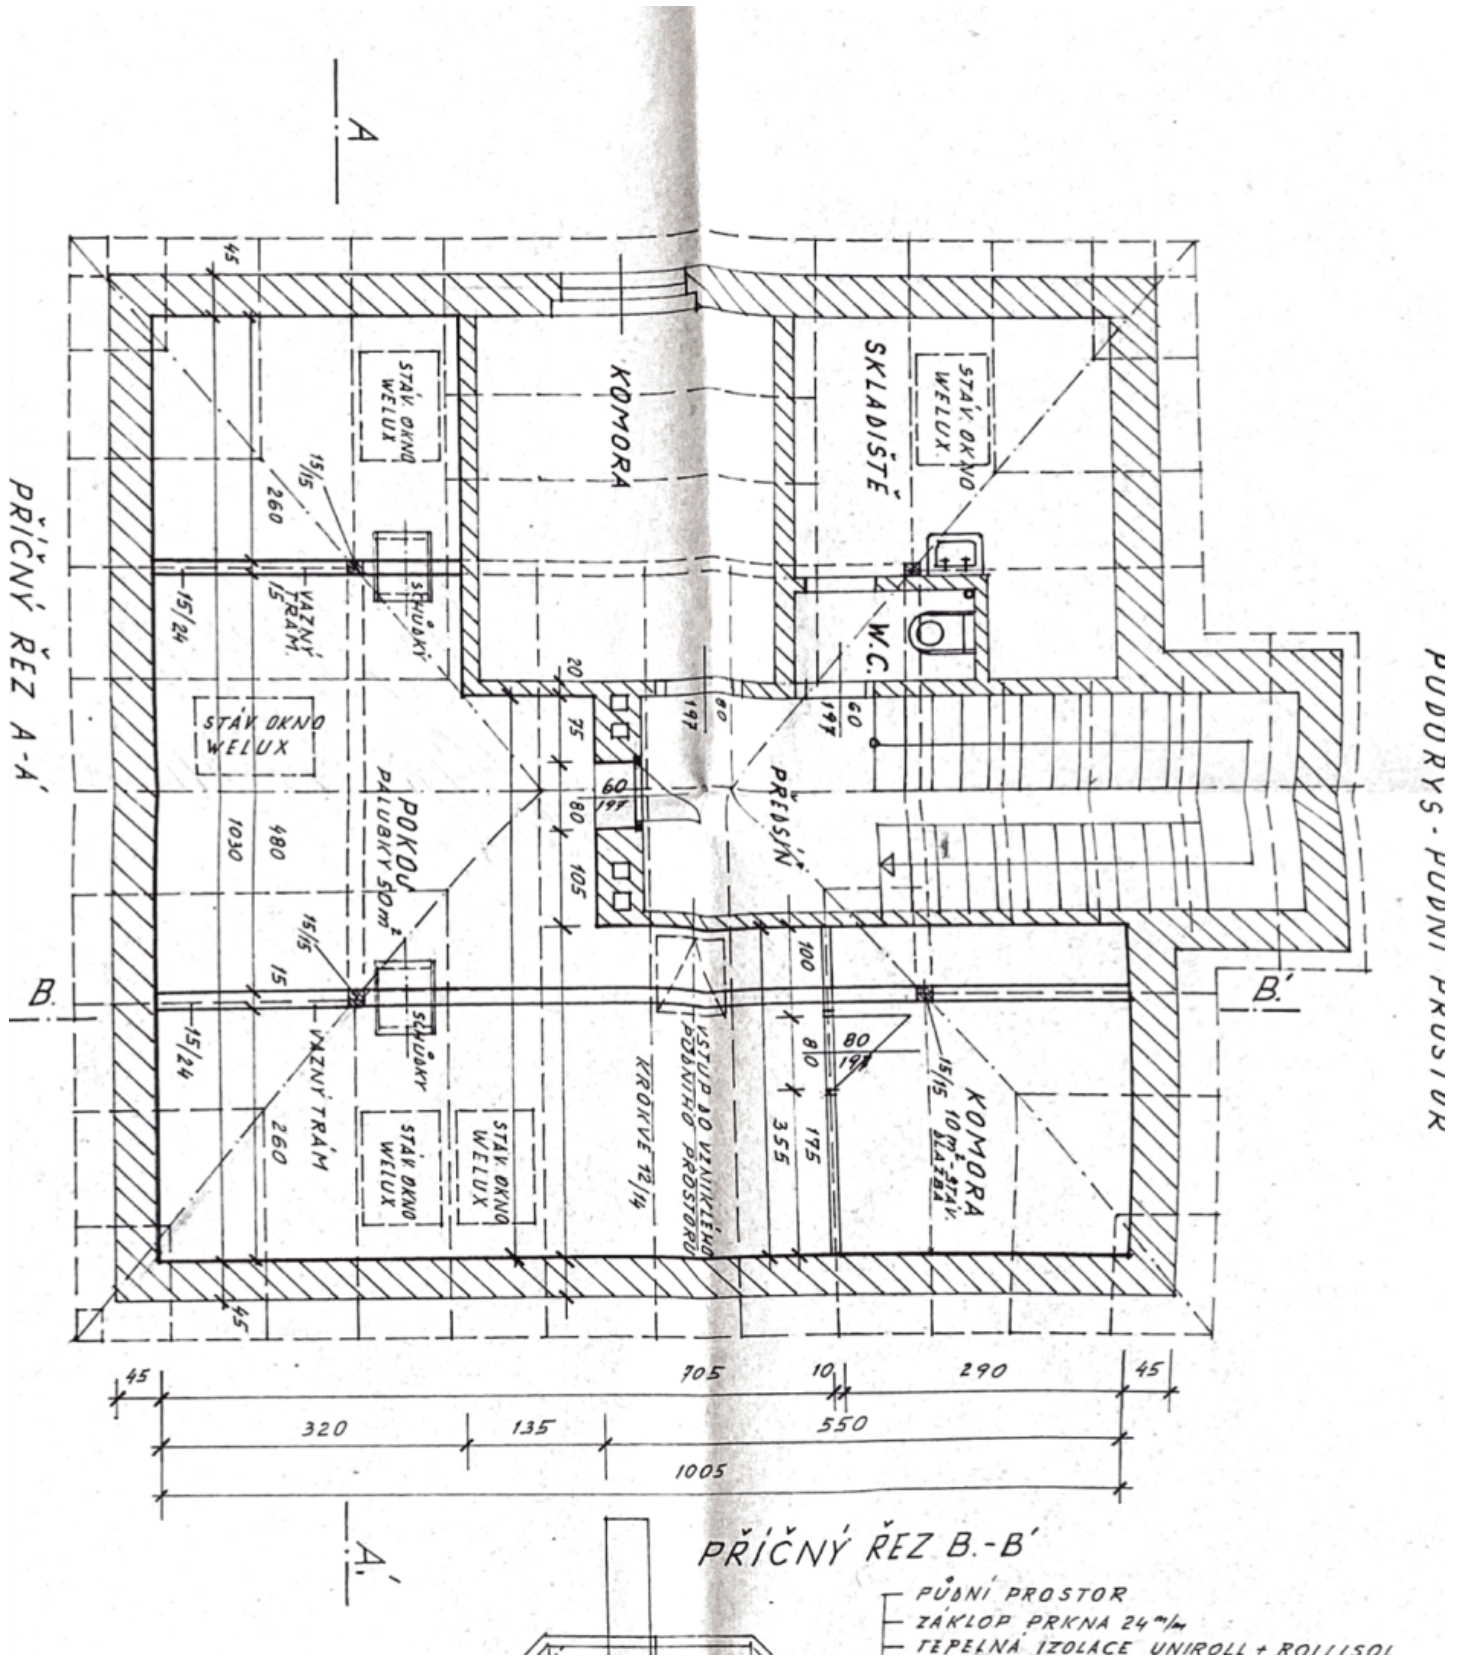 A
45
STÁV. OKNO
WELUX
KOMORA
SKLADIŠTĚ
STÁV. OKNO
WELUX.
15/15
260
SCHŮDKY
VAZNÝ
TRÁM.
15
15/24
W.C.
20
75
80
197
60
197
STÁV OKNO
WELUX
60
197
80
105
PŘEDSÍŇ
POKOJ
PALUBKY 50m²
480
1030
15/15
15
15/24
VAZNÝ TRÁM
SCHŮDKY
260
STÁV. OKNO
WELUX
STÁV. OKNO
WELUX
KROKVE 12/14
VSTUP DO VZNIKLÉHO
PŮDNÍHO PROSTORU
100
80
175
355
80
197
15/15
KOMORA
10m²-STÁV.
DLAŽBA
45
B.
B.'
PŘÍČNÝ ŘEZ A-Á
PŮDORYS - PŮDNÍ PROSTOR
45 705 10 290 45
320 135 550
1005
A.'
PŘÍČNÝ ŘEZ B.-B'
PŮDNÍ PROSTOR
ZÁKLOP PRKNA 24 m/m
TEPELNÁ IZOLACE UNIROLL + ROLLISOL